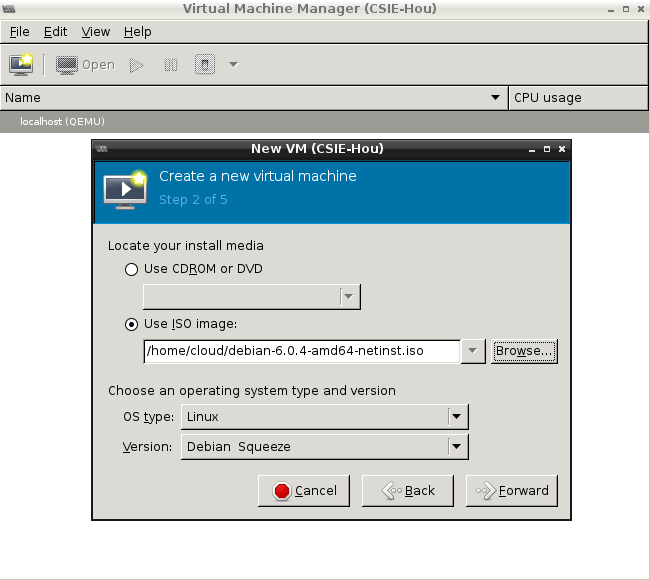 Virtual Machine Manager (CSIE-Hou)
File Edit View Help
Open
Name CPU usage
localhost (QEMU)
New VM (CSIE-Hou)
Create a new virtual machine
Step 2 of 5
Locate your install media
Use CDROM or DVD
Use ISO image:
/home/cloud/debian-6.0.4-amd64-netinst.iso Browse...
Choose an operating system type and version
OS type: Linux
Version: Debian Squeeze
Cancel Back Forward